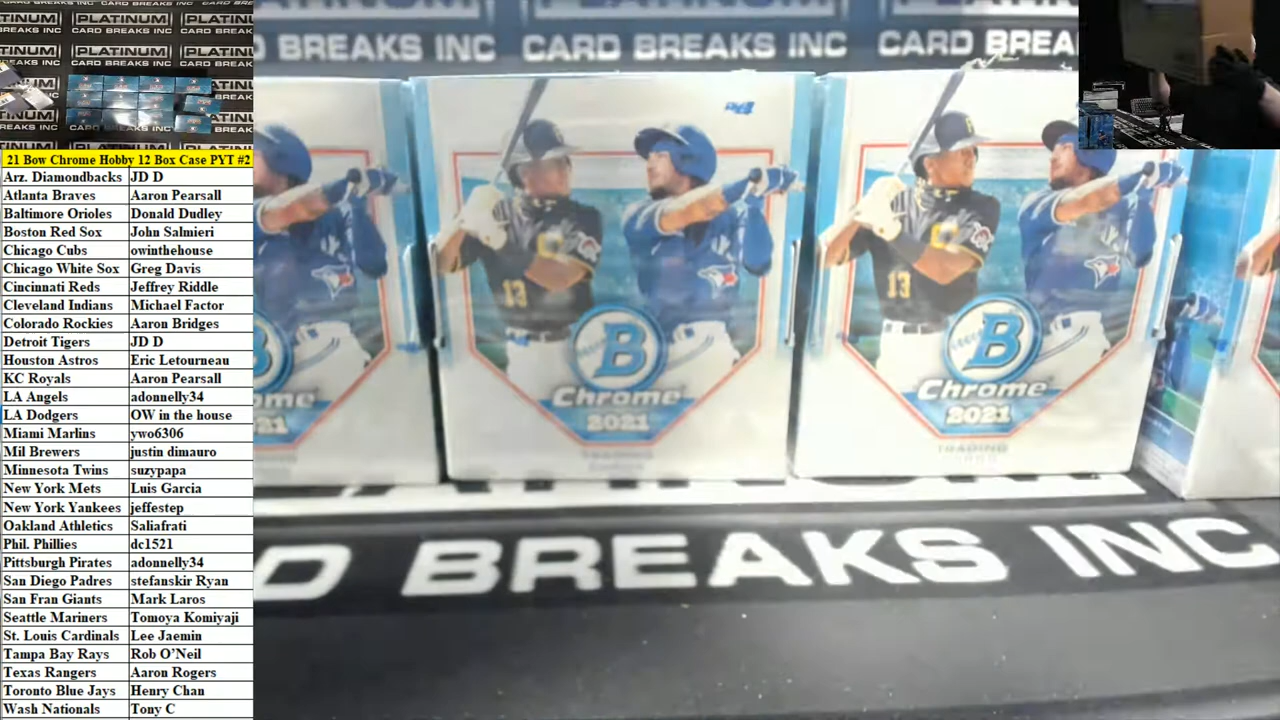 PLATINUM
CARD BREAKS INC
CARD BREAKS INC
CARD BREA
21 Bow Chrome Hobby 12 Box Case PYT #2
Arz. Diamondbacks JD D
Atlanta Braves Aaron Pearsall
Baltimore Orioles Donald Dudley
Boston Red Sox John Salmieri
Chicago Cubs owinthehouse
Chicago White Sox Greg Davis
Cincinnati Reds Jeffrey Riddle
Cleveland Indians Michael Factor
Colorado Rockies Aaron Bridges
Detroit Tigers JD D
Houston Astros Eric Letourneau
KC Royals Aaron Pearsall
LA Angels adonnelly34
LA Dodgers OW in the house
Miami Marlins ywo6306
Mil Brewers justin dimauro
Minnesota Twins suzypapa
New York Mets Luis Garcia
New York Yankees jeffestep
Oakland Athletics Saliafrati
Phil. Phillies dc1521
Pittsburgh Pirates adonnelly34
San Diego Padres stefanskir Ryan
San Fran Giants Mark Laros
Seattle Mariners Tomoya Komiyaji
St. Louis Cardinals Lee Jaemin
Tampa Bay Rays Rob O'Neil
Texas Rangers Aaron Rogers
Toronto Blue Jays Henry Chan
Wash Nationals Tony C
13
B
Chrome
2021
TRADING
13
B
Chrome
2021
TRADING
D BREAKS INC